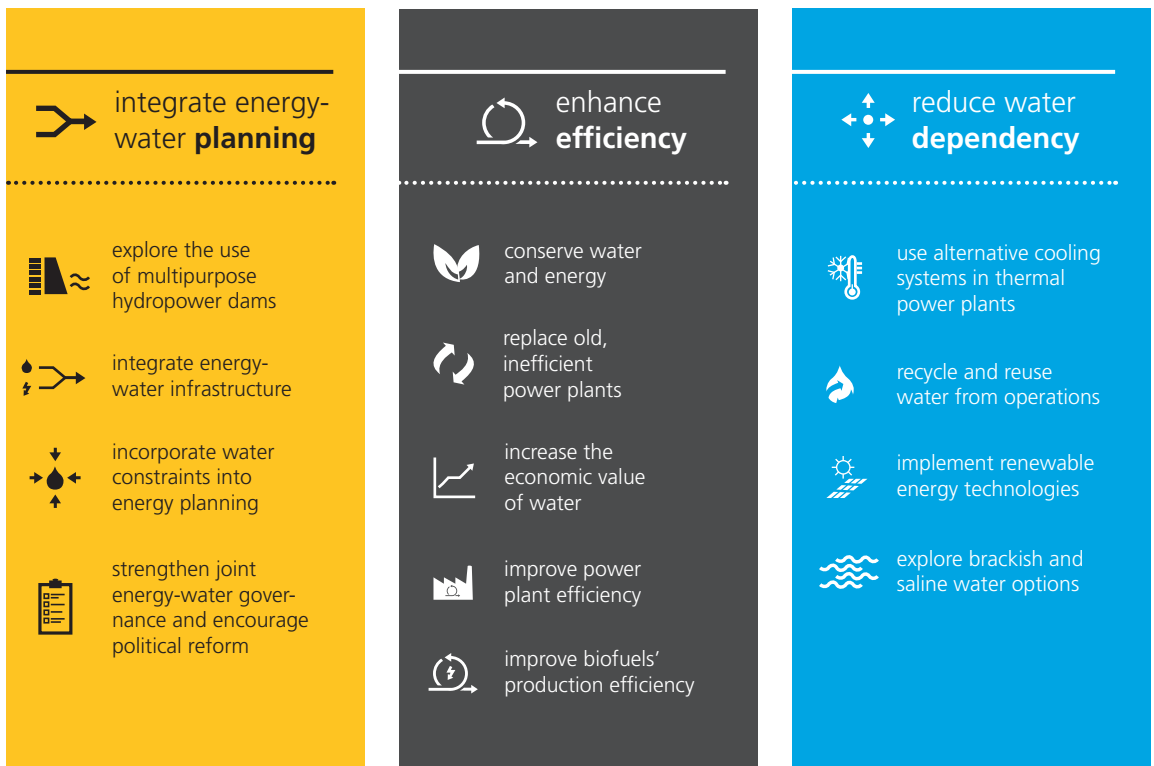 integrate energy-
water planning
explore the use
of multipurpose
hydropower dams
integrate energy-
water infrastructure
incorporate water
constraints into
energy planning
strengthen joint
energy-water gover-
nance and encourage
political reform
enhance
efficiency
conserve water
and energy
replace old,
inefficient
power plants
increase the
economic value
of water
improve power
plant efficiency
improve biofuels’
production efficiency
reduce water
dependency
use alternative cooling
systems in thermal
power plants
recycle and reuse
water from operations
implement renewable
energy technologies
explore brackish and
saline water options